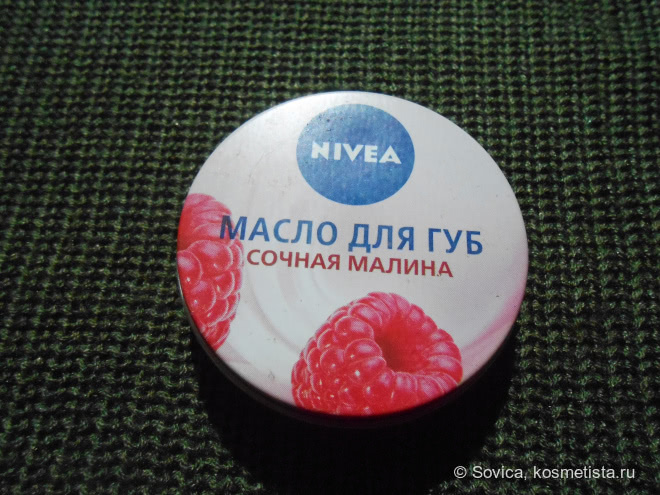 NIVEA
МАСЛО ДЛЯ ГУБ
СОЧНАЯ МАЛИНА
© Sovica, kosmetista.ru